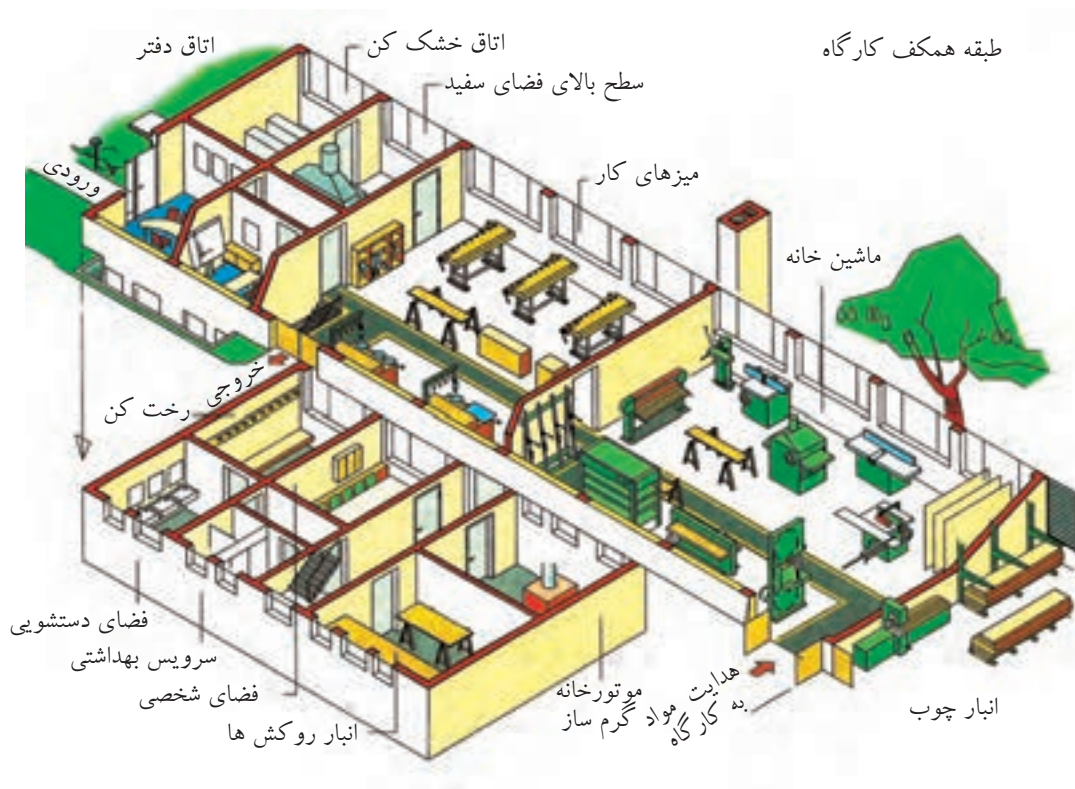 طبقه همکف کارگاه
اتاق خشک کن
اتاق دفتر
سطح بالای فضای سفید
ورودی
میزهای کار
ماشین خانه
خروجی
رخت کن
فضای دستشویی
سرویس بهداشتی
فضای شخصی
انبار روکش ها
موتورخانه
هدایت مواد گرم ساز
به کارگاه
انبار چوب